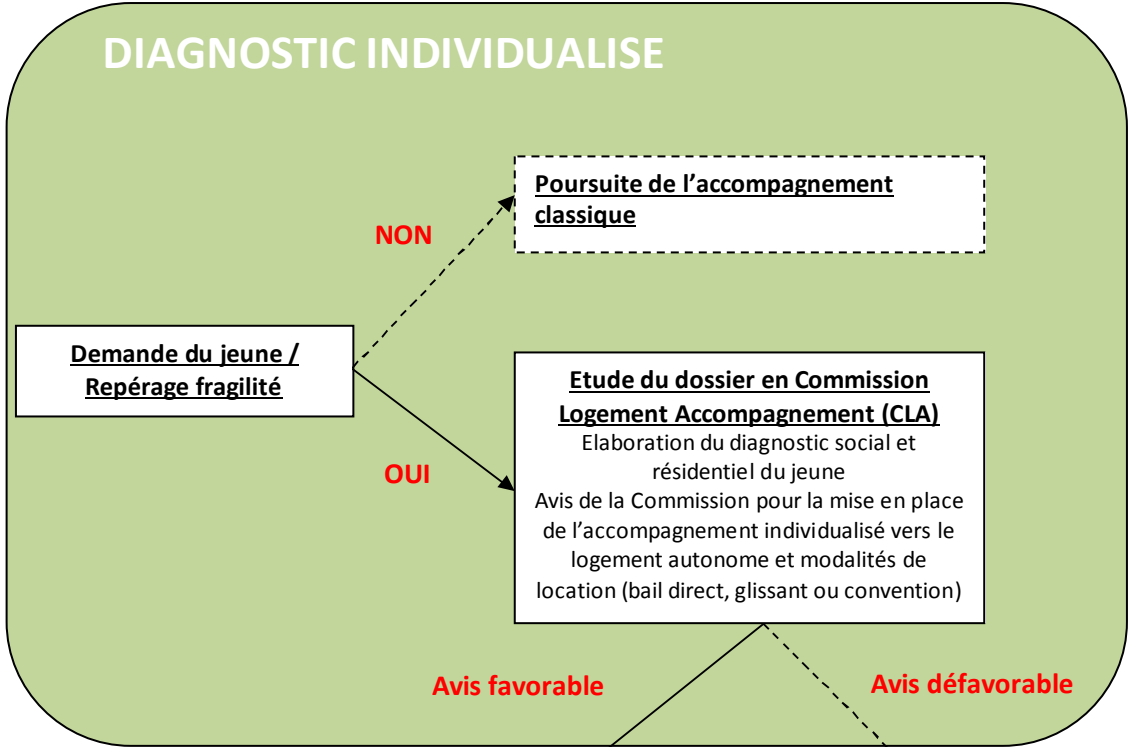 DIAGNOSTIC INDIVIDUALISE
Poursuite de l’accompagnement
classique
NON
Demande du jeune /
Repérage fragilité
OUI
Etude du dossier en Commission
Logement Accompagnement (CLA)
Elaboration du diagnostic social et
résidentiel du jeune
Avis de la Commission pour la mise en place
de l’accompagnement individualisé vers le
logement autonome et modalités de
location (bail direct, glissant ou convention)
Avis favorable
Avis défavorable